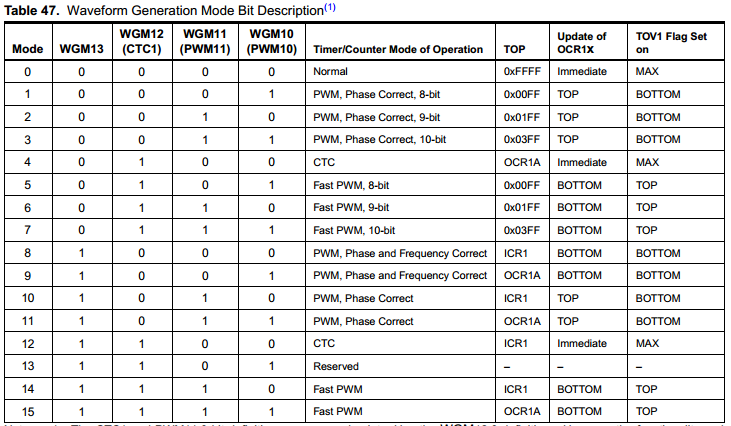 Table 47. Waveform Generation Mode Bit Description(1)
Mode WGM13 WGM12 (CTC1) WGM11 (PWM11) WGM10 (PWM10) Timer/Counter Mode of Operation TOP Update of OCR1X TOV1 Flag Set on
0 0 0 0 0 Normal 0xFFFF Immediate MAX
1 0 0 0 1 PWM, Phase Correct, 8-bit 0x00FF TOP BOTTOM
2 0 0 1 0 PWM, Phase Correct, 9-bit 0x01FF TOP BOTTOM
3 0 0 1 1 PWM, Phase Correct, 10-bit 0x03FF TOP BOTTOM
4 0 1 0 0 CTC OCR1A Immediate MAX
5 0 1 0 1 Fast PWM, 8-bit 0x00FF BOTTOM TOP
6 0 1 1 0 Fast PWM, 9-bit 0x01FF BOTTOM TOP
7 0 1 1 1 Fast PWM, 10-bit 0x03FF BOTTOM TOP
8 1 0 0 0 PWM, Phase and Frequency Correct ICR1 BOTTOM BOTTOM
9 1 0 0 1 PWM, Phase and Frequency Correct OCR1A BOTTOM BOTTOM
10 1 0 1 0 PWM, Phase Correct ICR1 TOP BOTTOM
11 1 0 1 1 PWM, Phase Correct OCR1A TOP BOTTOM
12 1 1 0 0 CTC ICR1 Immediate MAX
13 1 1 0 1 Reserved – – –
14 1 1 1 0 Fast PWM ICR1 BOTTOM TOP
15 1 1 1 1 Fast PWM OCR1A BOTTOM TOP